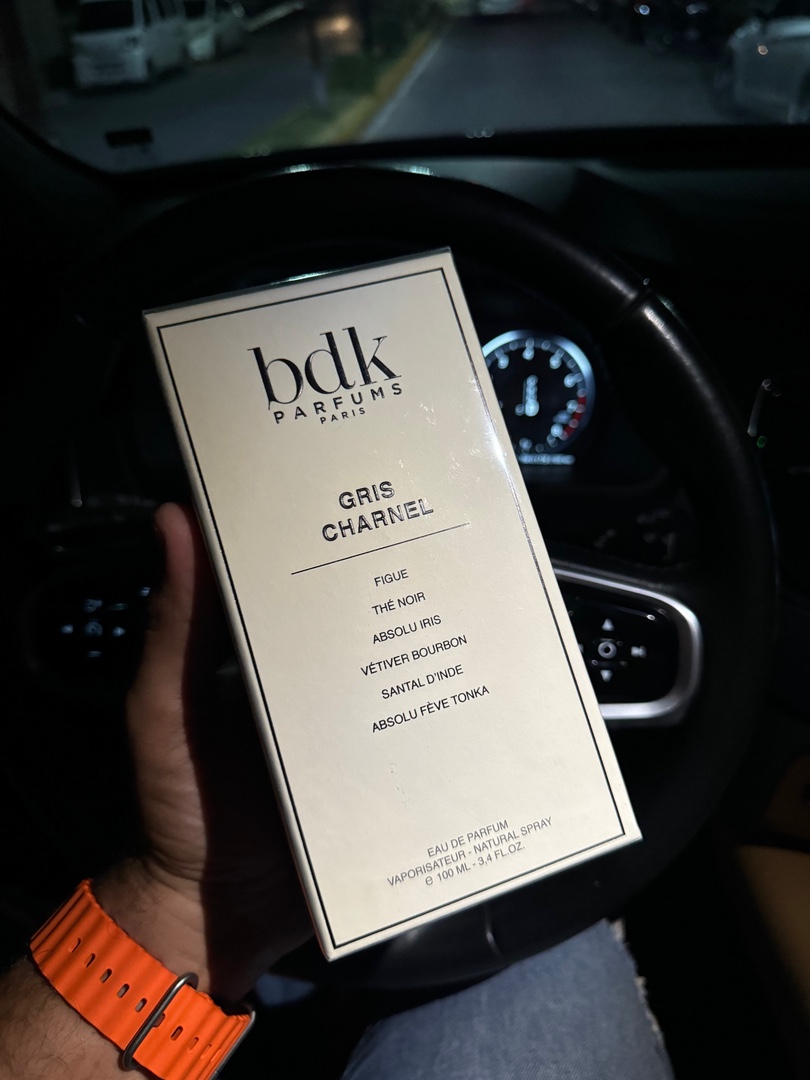 bdk
PARFUMS
PARIS
GRIS
CHARNEL
FIGUE
THÉ NOIR
ABSOLU IRIS
VÉTIVER BOURBON
SANTAL D'INDE
ABSOLU FÈVE TONKA
EAU DE PARFUM
VAPORISATEUR - NATURAL SPRAY
℮ 100 ML - 3,4 FL.OZ.